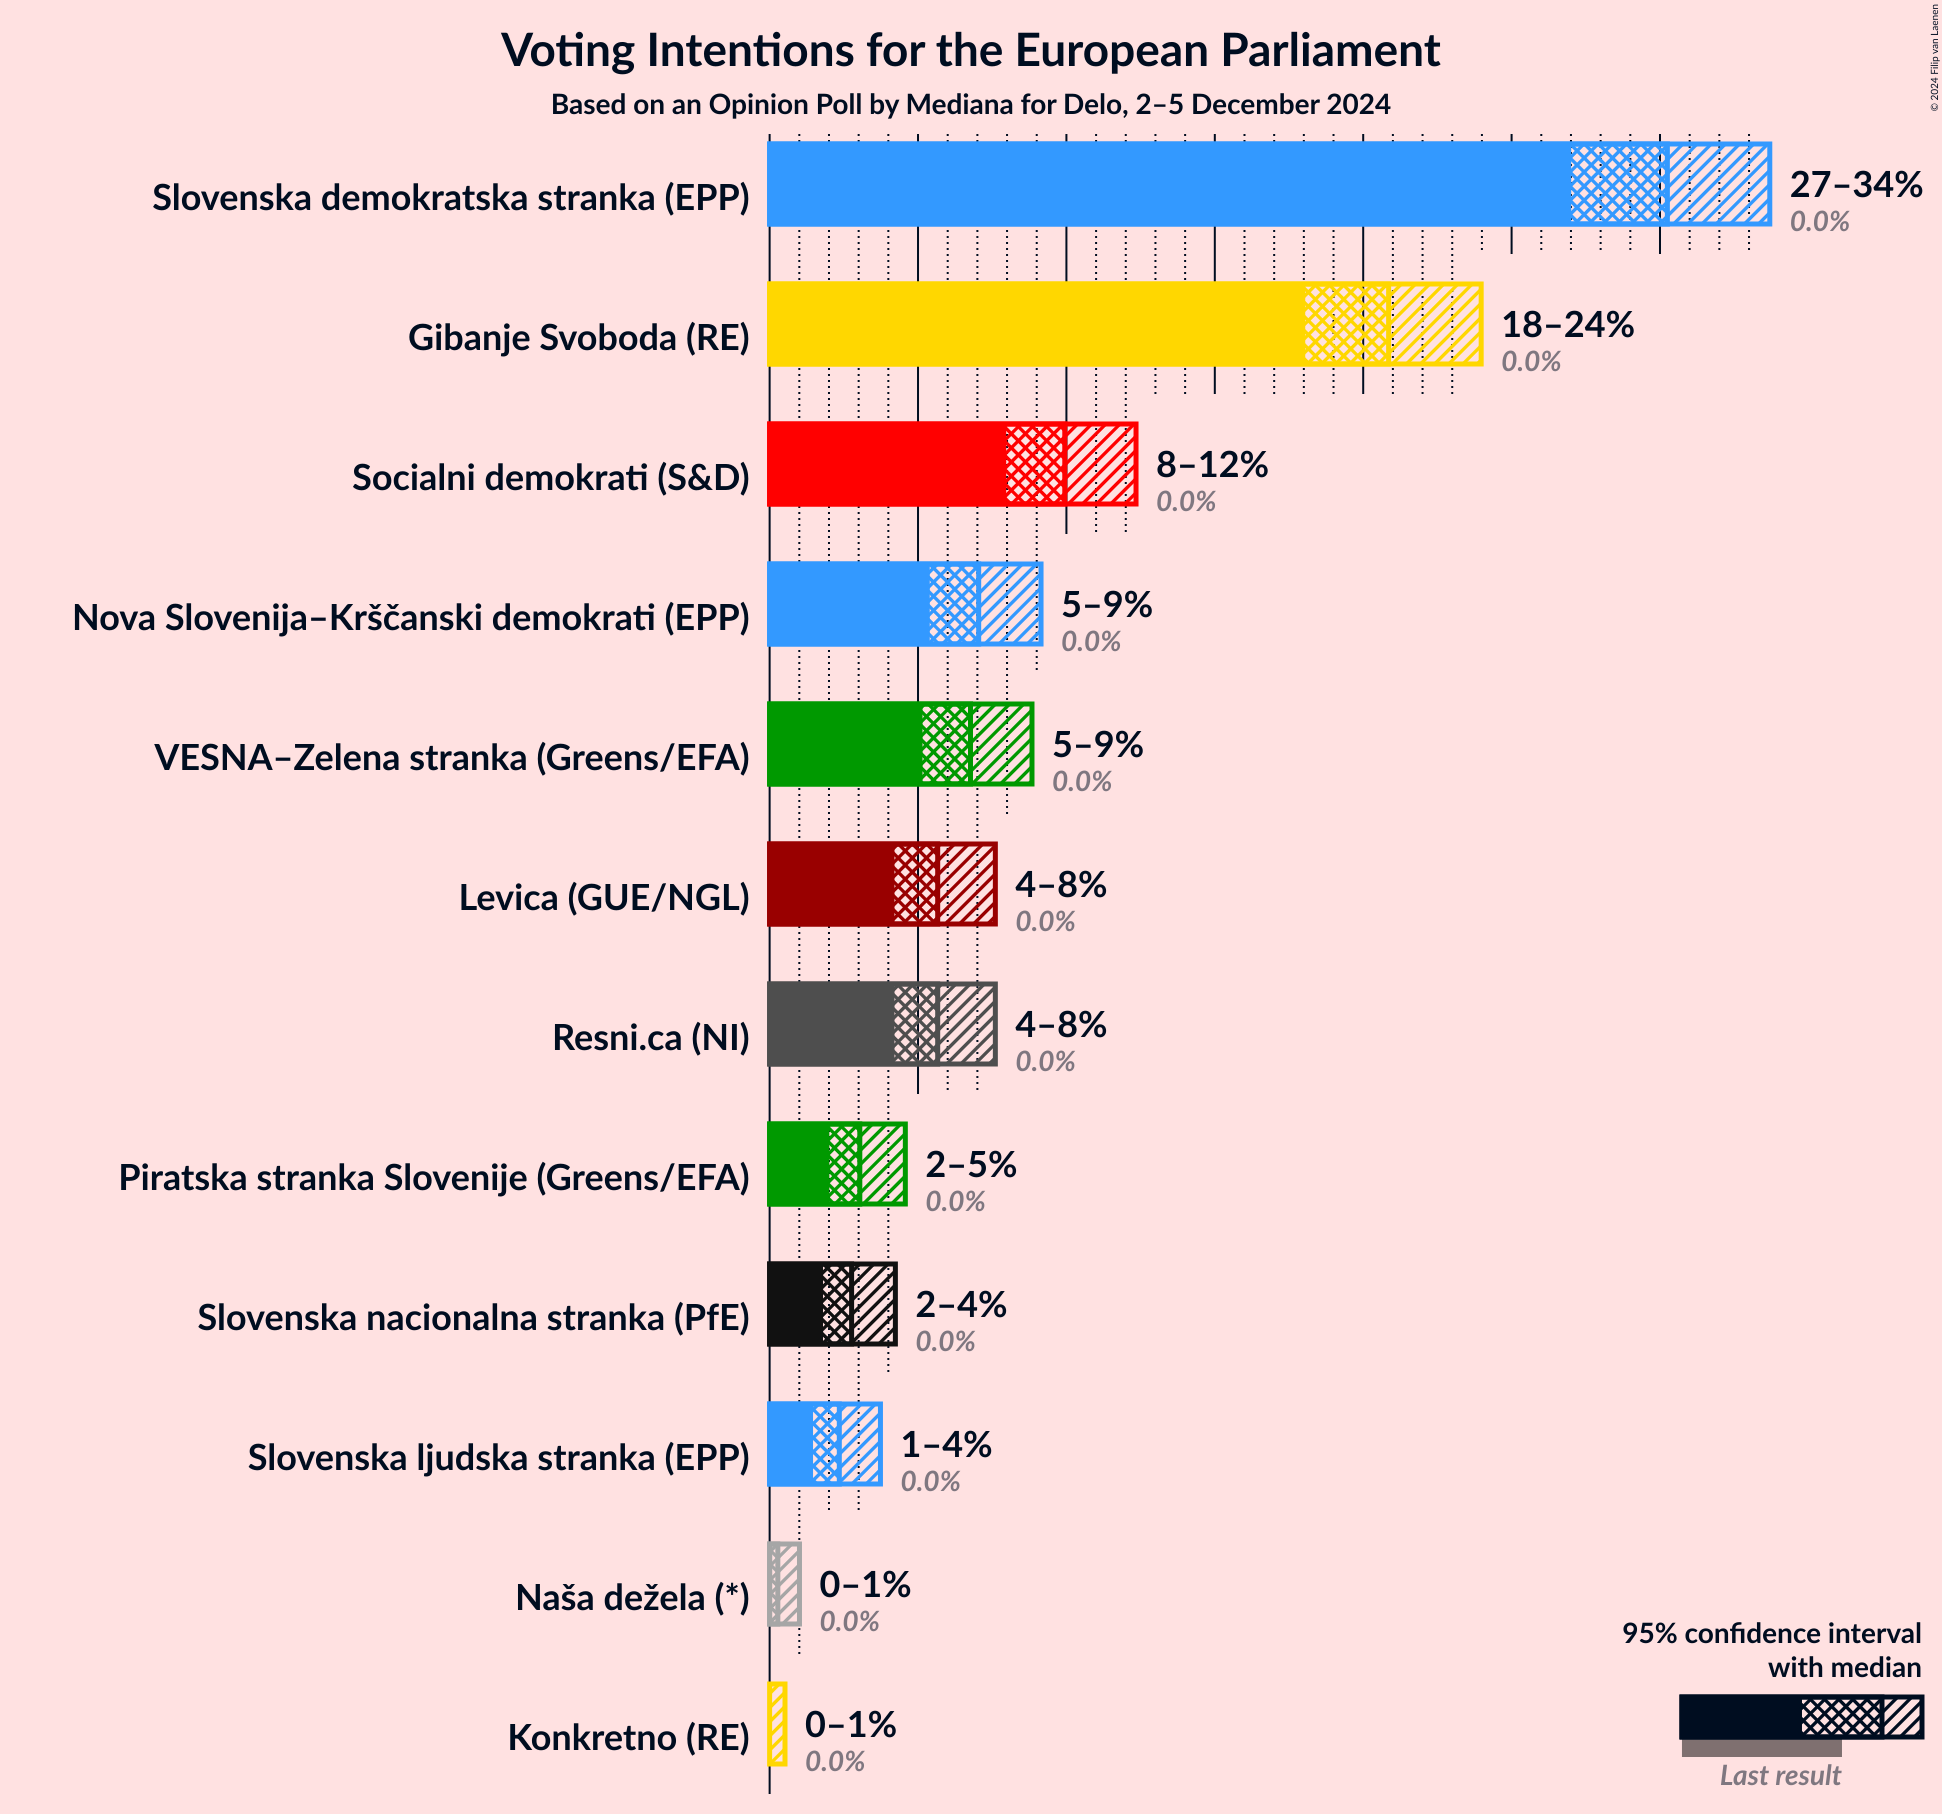 Voting Intentions for the European Parliament
Based on an Opinion Poll by Mediana for Delo, 2–5 December 2024
© 2024 Filip van Laenen
Slovenska demokratska stranka (EPP)
27–34%
0.0%
Gibanje Svoboda (RE)
18–24%
0.0%
Socialni demokrati (S&D)
8–12%
0.0%
Nova Slovenija–Krščanski demokrati (EPP)
5–9%
0.0%
VESNA–Zelena stranka (Greens/EFA)
5–9%
0.0%
Levica (GUE/NGL)
4–8%
0.0%
Resni.ca (NI)
4–8%
0.0%
Piratska stranka Slovenije (Greens/EFA)
2–5%
0.0%
Slovenska nacionalna stranka (PfE)
2–4%
0.0%
Slovenska ljudska stranka (EPP)
1–4%
0.0%
Naša dežela (*)
0–1%
0.0%
Konkretno (RE)
0–1%
0.0%
95% confidence interval
with median
Last result